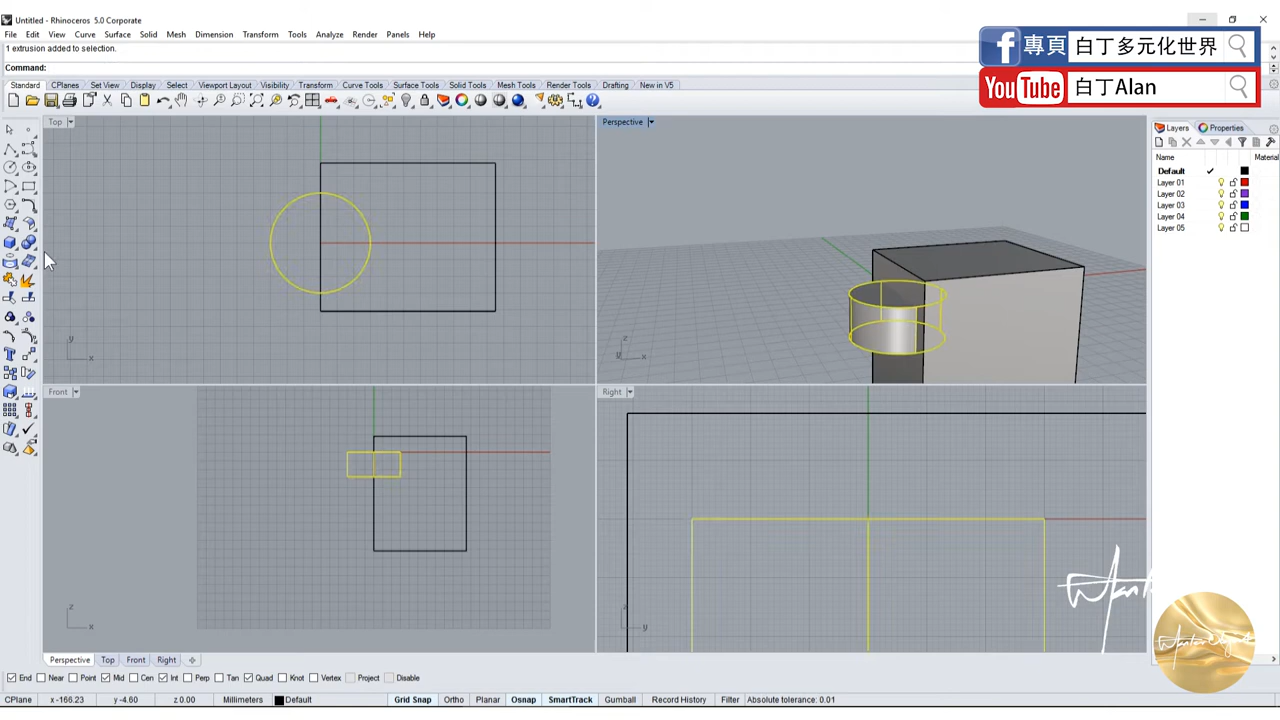 Untitled - Rhinoceros 5.0 Corporate
File Edit View Curve Surface Solid Mesh Dimension Transform Tools Analyze Render Panels Help
1 extrusion added to selection.
Command:
專頁 白丁多元化世界
YouTube 白丁Alan
Standard CPlanes Set View Display Select Viewport Layout Visibility Transform Curve Tools Surface Tools Solid Tools Mesh Tools Render Tools Drafting New in V5
Top
Perspective
Layers Properties
Name Material
Default
Layer 01
Layer 02
Layer 03
Layer 04
Layer 05
y
x
z
y x
Front
Right
z
x
z
y
Perspective Top Front Right
End Near Point Mid Cen Int Perp Tan Quad Knot Vertex Project Disable
CPlane x -166.23 y -4.60 z 0.00 Millimeters Default Grid Snap Ortho Planar Osnap SmartTrack Gumball Record History Filter Absolute tolerance: 0.01